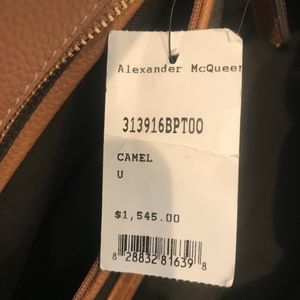 Alexander McQueen
313916BPT00
CAMEL
U
$1,545.00
8 28832 81639 8